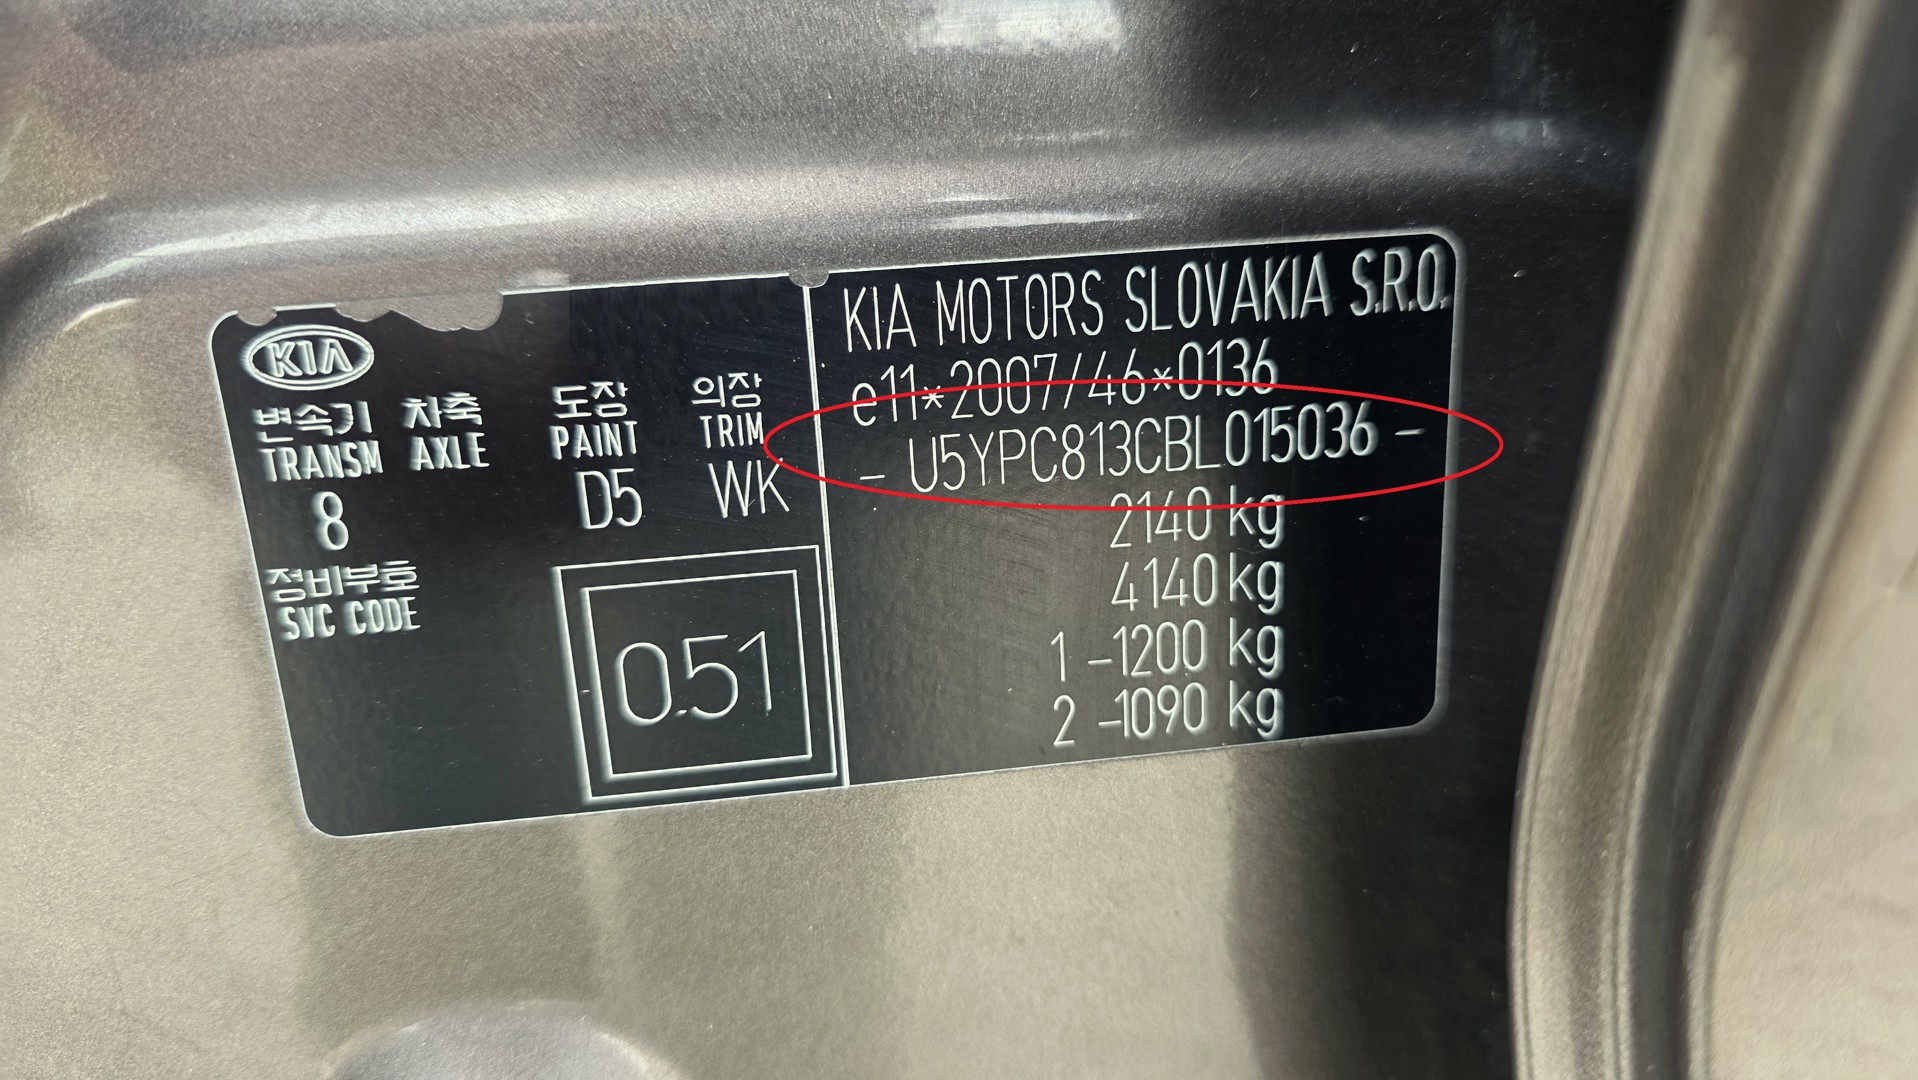 KIA
변속기 차축 도장 의장
TRANSM AXLE PAINT TRIM
8 D5 WK
정비부호
SVC CODE
0.51
KIA MOTORS SLOVAKIA S.R.O.
e11*2007/46*0136
- U5YPC813CBL015036 -
2140 kg
4140 kg
1 -1200 kg
2 -1090 kg